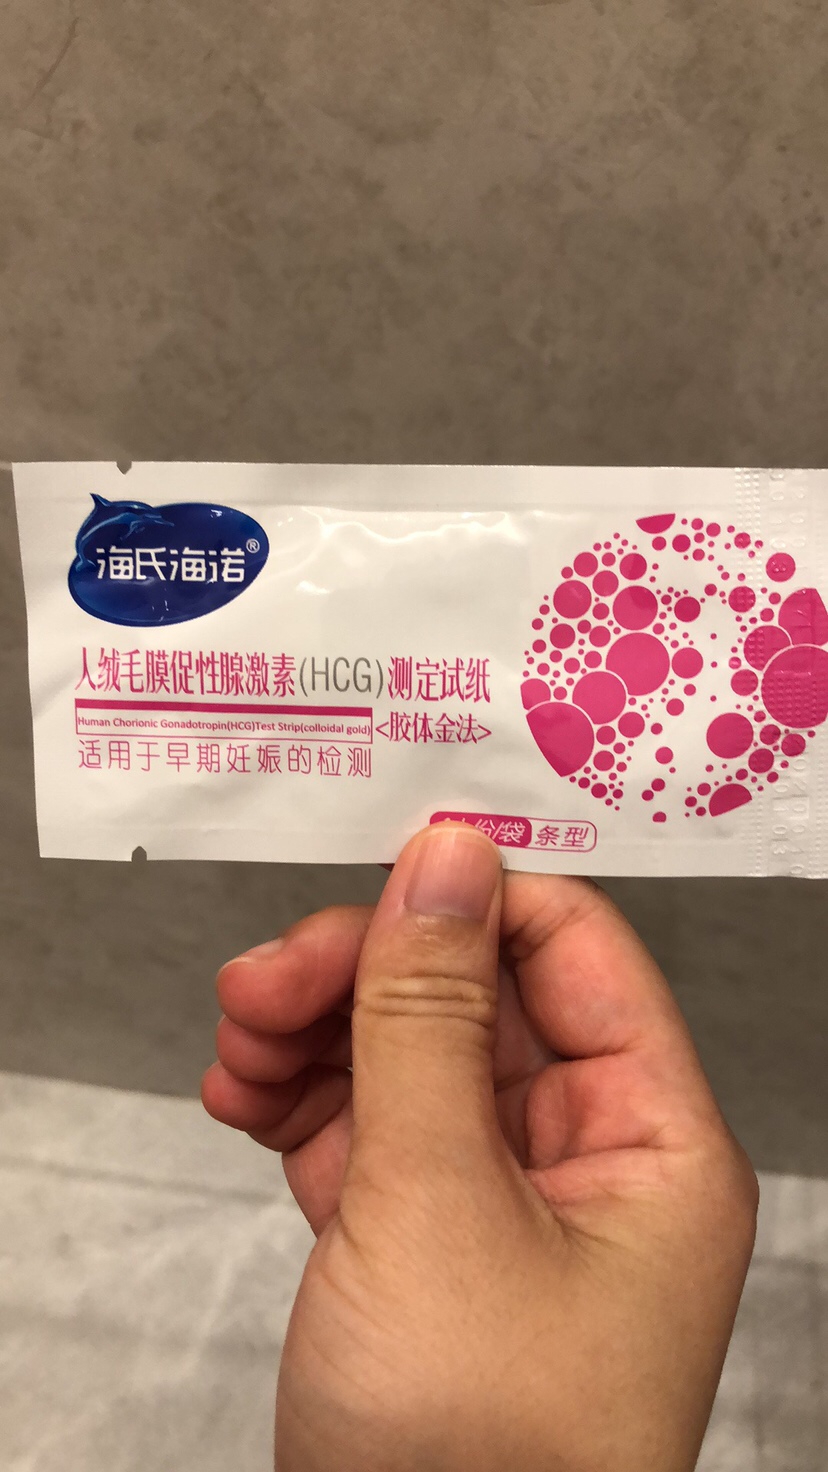 海氏海诺®
人绒毛膜促性腺激素(HCG)测定试纸
Human Chorionic Gonadotropin(HCG)Test Strip(colloidal gold)
<胶体金法>
适用于早期妊娠的检测
份/袋 条型